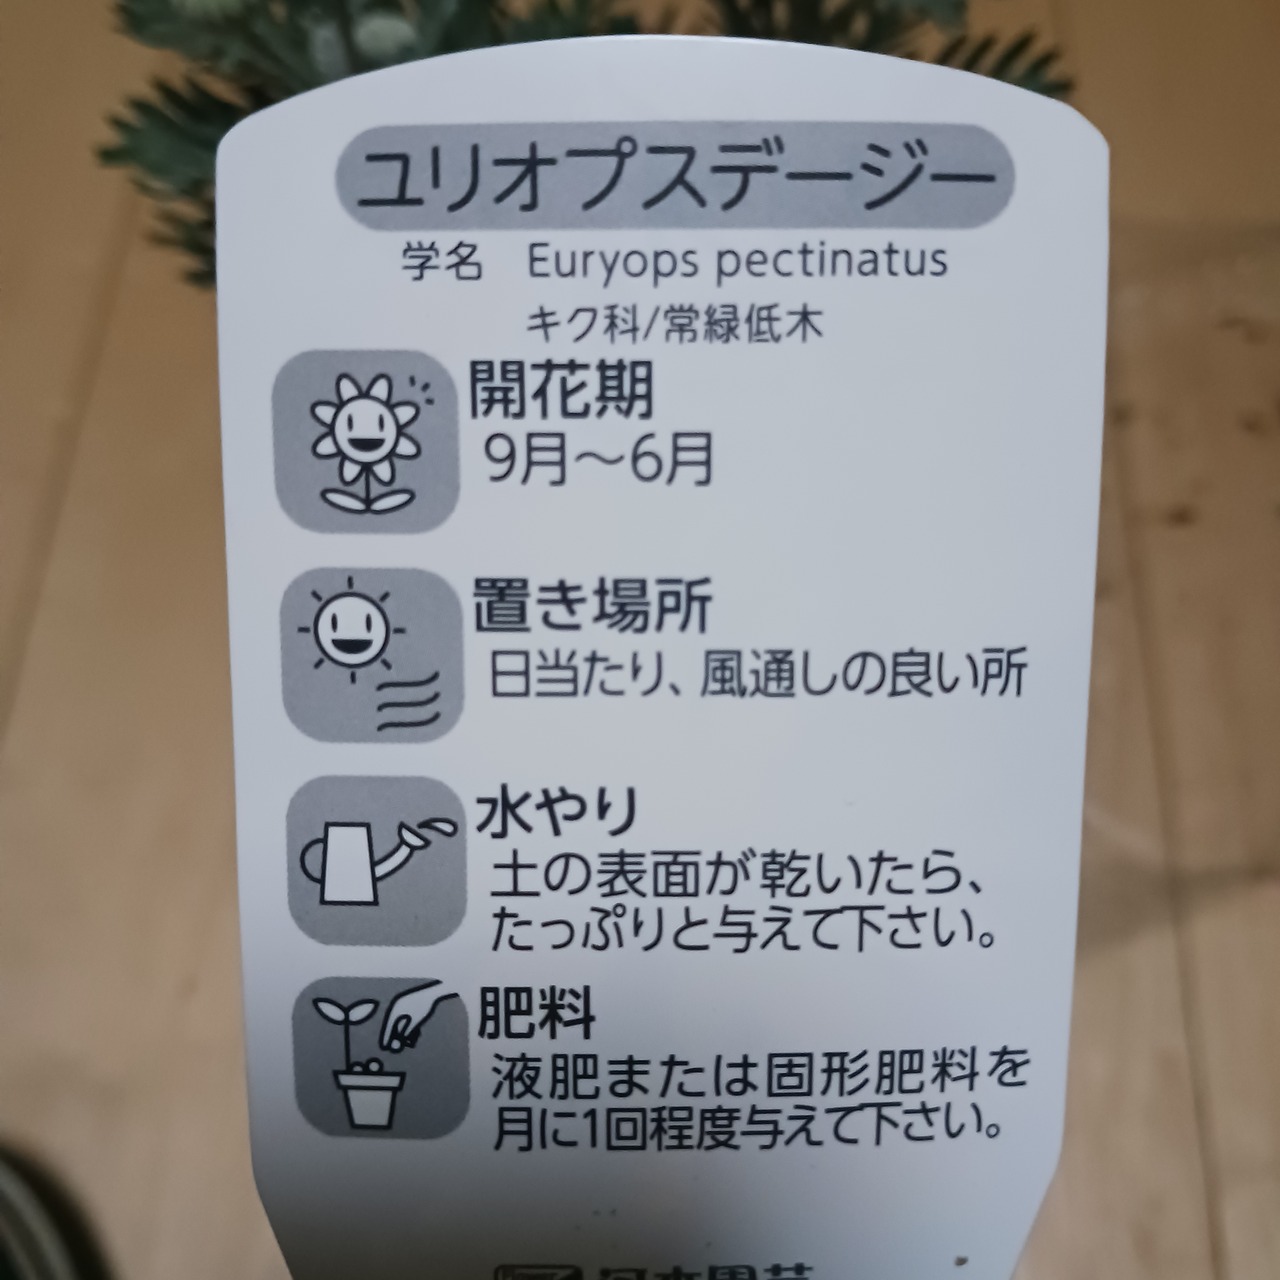 ユリオプスデージー
学名 Euryops pectinatus
キク科/常緑低木
開花期
9月〜6月
置き場所
日当たり、風通しの良い所
水やり
土の表面が乾いたら、
たっぷりと与えて下さい。
肥料
液肥または固形肥料を
月に1回程度与えて下さい。